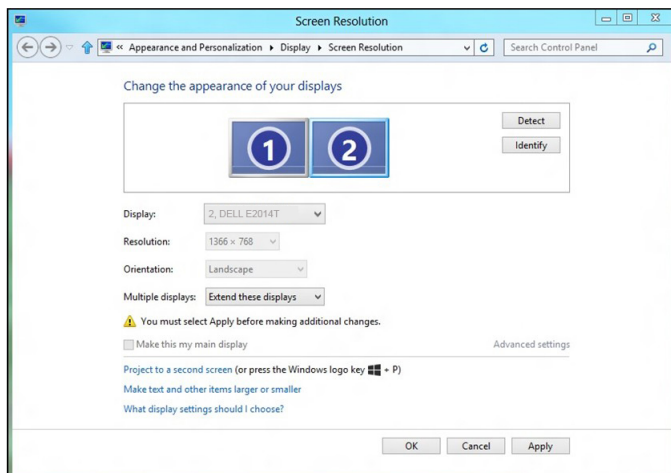 Screen Resolution
« Appearance and Personalization ▸ Display ▸ Screen Resolution
Search Control Panel
Change the appearance of your displays
Detect
1 2
Identify
Display: 2, DELL E2014T
Resolution: 1366 × 768
Orientation: Landscape
Multiple displays: Extend these displays
You must select Apply before making additional changes.
Make this my main display Advanced settings
Project to a second screen (or press the Windows logo key + P)
Make text and other items larger or smaller
What display settings should I choose?
OK Cancel Apply